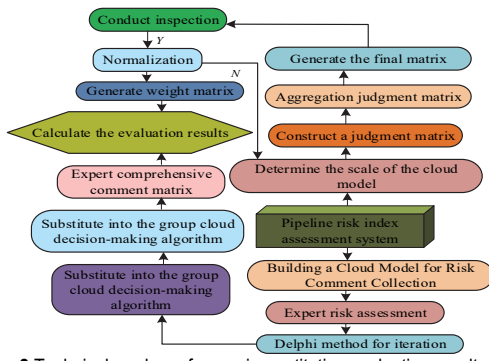 Conduct inspection
Y
Normalization
N
Generate weight matrix
Calculate the evaluation results
Expert comprehensive
comment matrix
Substitute into the group cloud
decision-making algorithm
Substitute into the group
cloud decision-making
algorithm
Generate the final matrix
Aggregation judgment matrix
Construct a judgment matrix
Determine the scale of the cloud
model
Pipeline risk index
assessment system
Building a Cloud Model for Risk
Comment Collection
Expert risk assessment
Delphi method for iteration